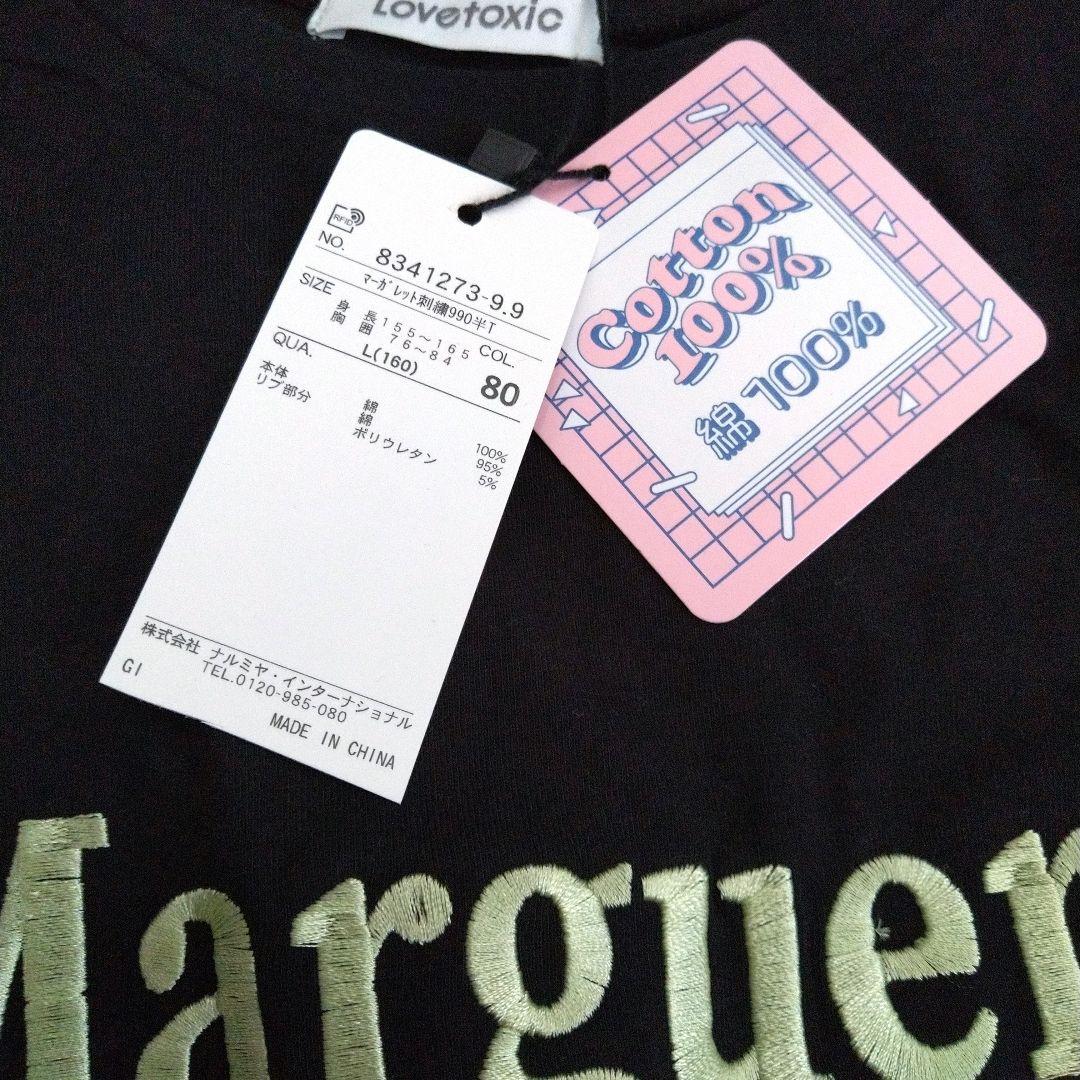 Lovetoxic
RFID
NO. 8341273-9.9
マーガレット刺繍990半T
SIZE
身長 155～165
胸囲 76～84
L(160)
COL.
80
QUA.
本体 綿 100%
リブ部分 綿 95%
ポリウレタン 5%
株式会社 ナルミヤ・インターナショナル
TEL.0120-985-080
GI
MADE IN CHINA
Cotton
100%
綿 100%
Marguer